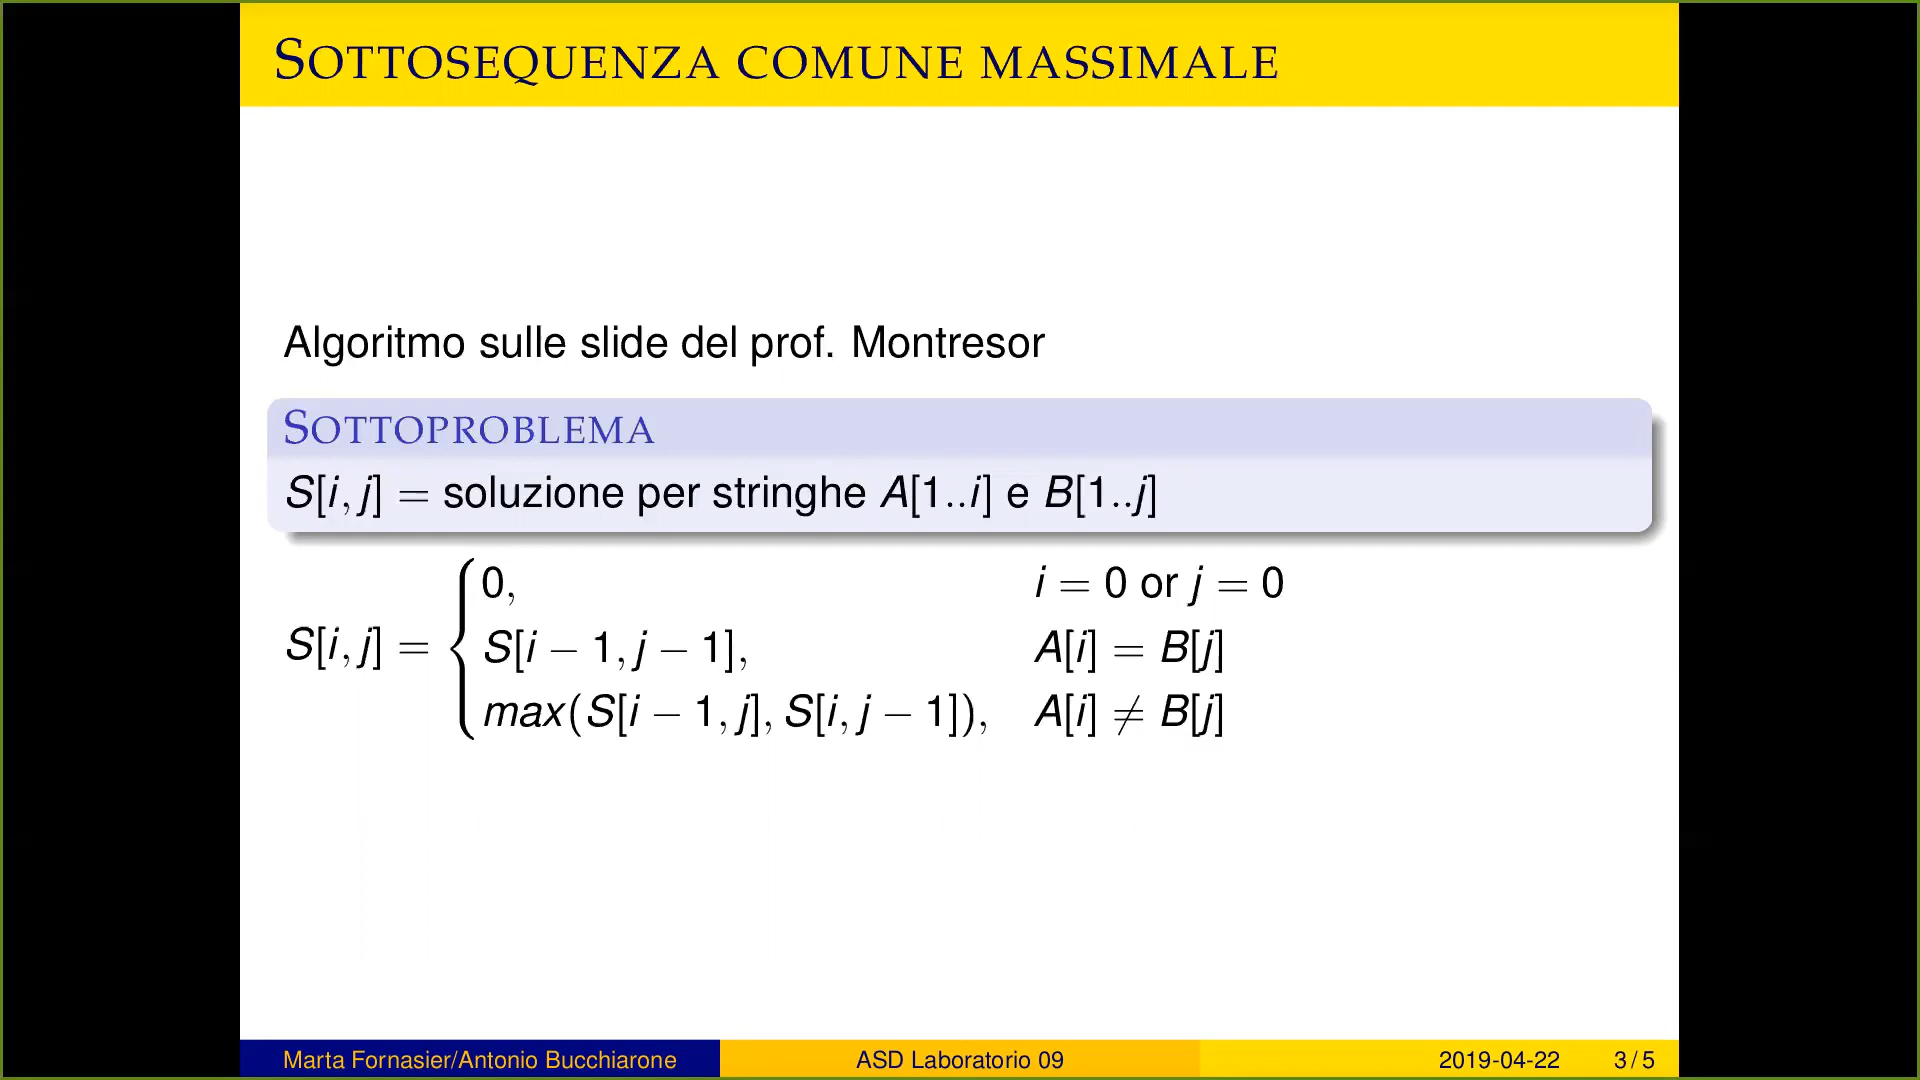 SOTTOSEQUENZA COMUNE MASSIMALE
Algoritmo sulle slide del prof. Montresor
SOTTOPROBLEMA
S[i, j] = soluzione per stringhe A[1..i] e B[1..j]
0, i = 0 or j = 0
S[i, j] = { S[i − 1, j − 1], A[i] = B[j]
max(S[i − 1, j], S[i, j − 1]), A[i] ≠ B[j]
Marta Fornasier/Antonio Bucchiarone ASD Laboratorio 09 2019-04-22 3 / 5